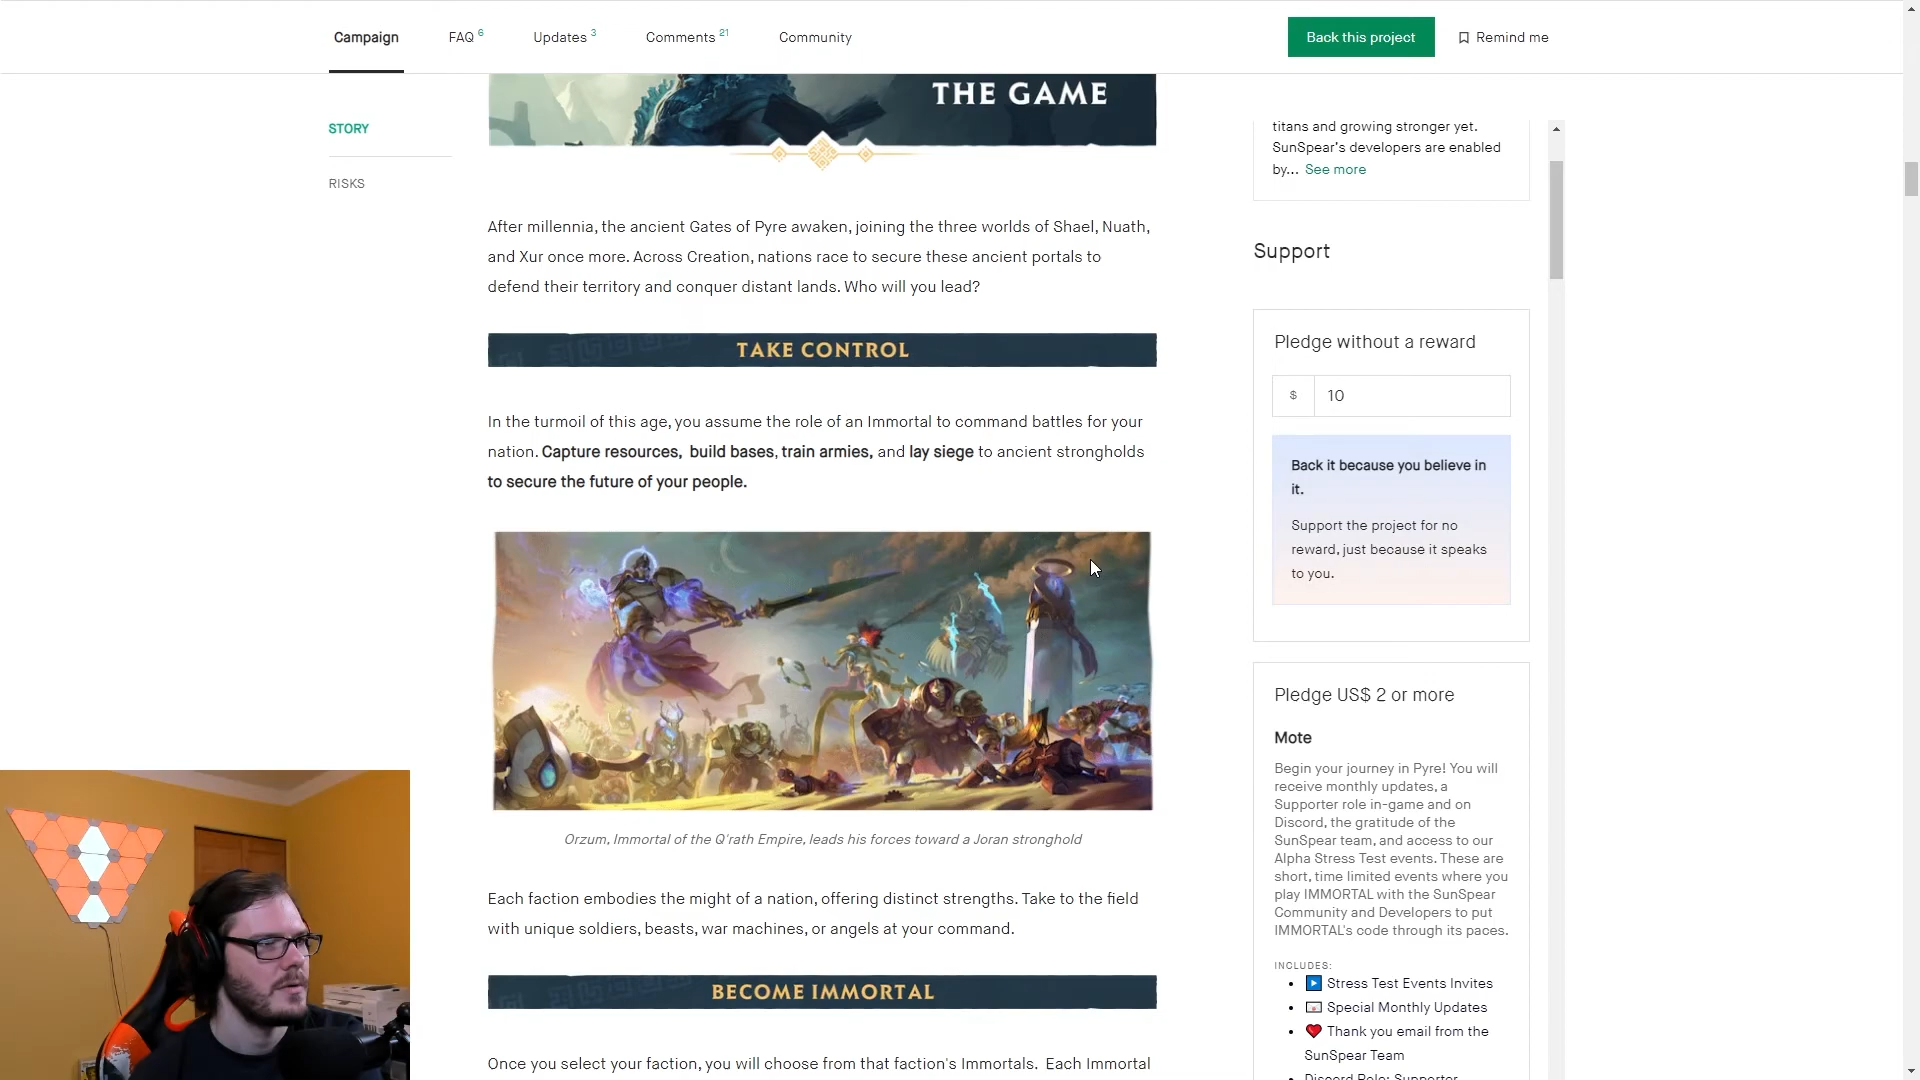 Campaign
FAQ 6
Updates 3
Comments 21
Community
Back this project
Remind me
STORY
RISKS
THE GAME
After millennia, the ancient Gates of Pyre awaken, joining the three worlds of Shael, Nuath,
and Xur once more. Across Creation, nations race to secure these ancient portals to
defend their territory and conquer distant lands. Who will you lead?
TAKE CONTROL
In the turmoil of this age, you assume the role of an Immortal to command battles for your
nation. Capture resources, build bases, train armies, and lay siege to ancient strongholds
to secure the future of your people.
Orzum, Immortal of the Q'rath Empire, leads his forces toward a Joran stronghold
Each faction embodies the might of a nation, offering distinct strengths. Take to the field
with unique soldiers, beasts, war machines, or angels at your command.
BECOME IMMORTAL
Once you select your faction, you will choose from that faction's Immortals. Each Immortal
titans and growing stronger yet.
SunSpear's developers are enabled
by... See more
Support
Pledge without a reward
$ 10
Back it because you believe in
it.
Support the project for no
reward, just because it speaks
to you.
Pledge US$ 2 or more
Mote
Begin your journey in Pyre! You will
receive monthly updates, a
Supporter role in-game and on
Discord, the gratitude of the
SunSpear team, and access to our
Alpha Stress Test events. These are
short, time limited events where you
play IMMORTAL with the SunSpear
Community and Developers to put
IMMORTAL's code through its paces.
INCLUDES:
Stress Test Events Invites
Special Monthly Updates
Thank you email from the
SunSpear Team
Discord Role: Supporter